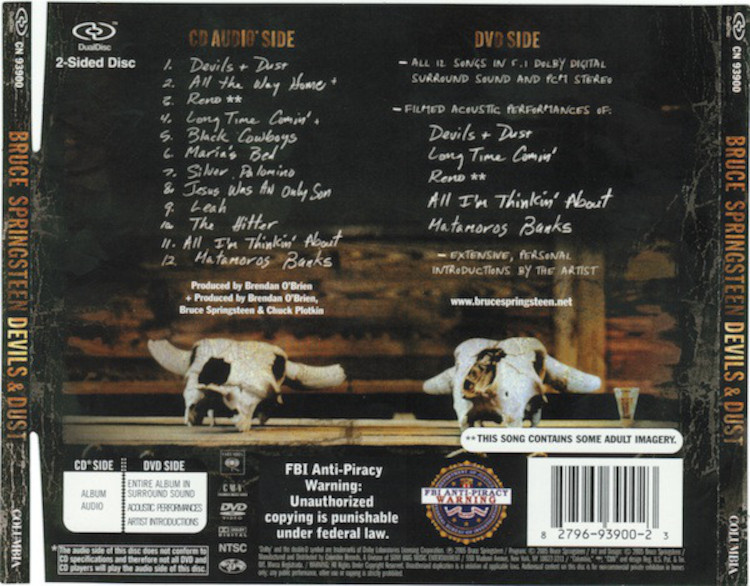 DualDisc
2-Sided Disc
CN 93900
BRUCE SPRINGSTEEN DEVILS & DUST
COLUMBIA
CD AUDIO* SIDE
1. Devils + Dust
2. All the Way Home +
3. Reno **
4. Long Time Comin' +
5. Black Cowboys
6. Maria's Bed
7. Silver Palomino
8. Jesus Was An Only Son
9. Leah
10. The Hitter
11. All I'm Thinkin' About
12. Matamoros Banks
Produced by Brendan O'Brien
+ Produced by Brendan O'Brien,
Bruce Springsteen & Chuck Plotkin
DVD SIDE
- ALL 12 SONGS IN 5.1 DOLBY DIGITAL
SURROUND SOUND AND PCM STEREO
- FILMED ACOUSTIC PERFORMANCES OF:
Devils + Dust
Long Time Comin'
Reno **
All I'm Thinkin' About
Matamoros Banks
- EXTENSIVE, PERSONAL
INTRODUCTIONS BY THE ARTIST
www.brucespringsteen.net
**THIS SONG CONTAINS SOME ADULT IMAGERY.
CD* SIDE
DVD SIDE
ALBUM
AUDIO
ENTIRE ALBUM IN
SURROUND SOUND
ACOUSTIC PERFORMANCES
ARTIST INTRODUCTIONS
DVD
VIDEO
DOLBY
DIGITAL
NTSC
FBI Anti-Piracy
Warning:
Unauthorized
copying is punishable
under federal law.
FBI ANTI-PIRACY
WARNING
8 2796-93900-2 3
*The audio side of this disc does not conform to
CD specifications and therefore not all DVD and
CD players will play the audio side of this disc.
DualDisc
CN 93900
BRUCE SPRINGSTEEN DEVILS & DUST
COLUMBIA